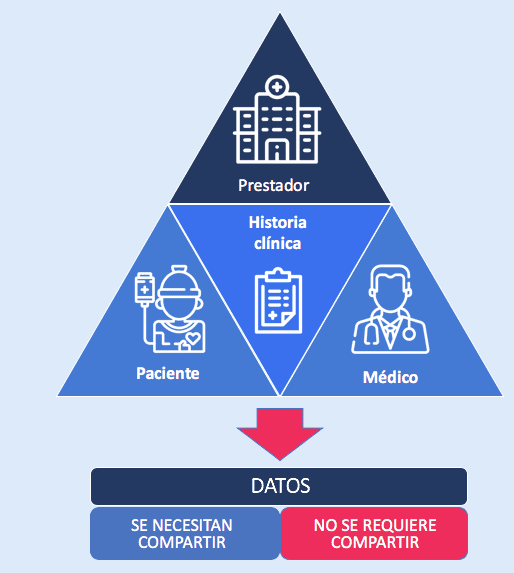 Prestador
Historia
clínica
Paciente
Médico
DATOS
SE NECESITAN
COMPARTIR
NO SE REQUIERE
COMPARTIR